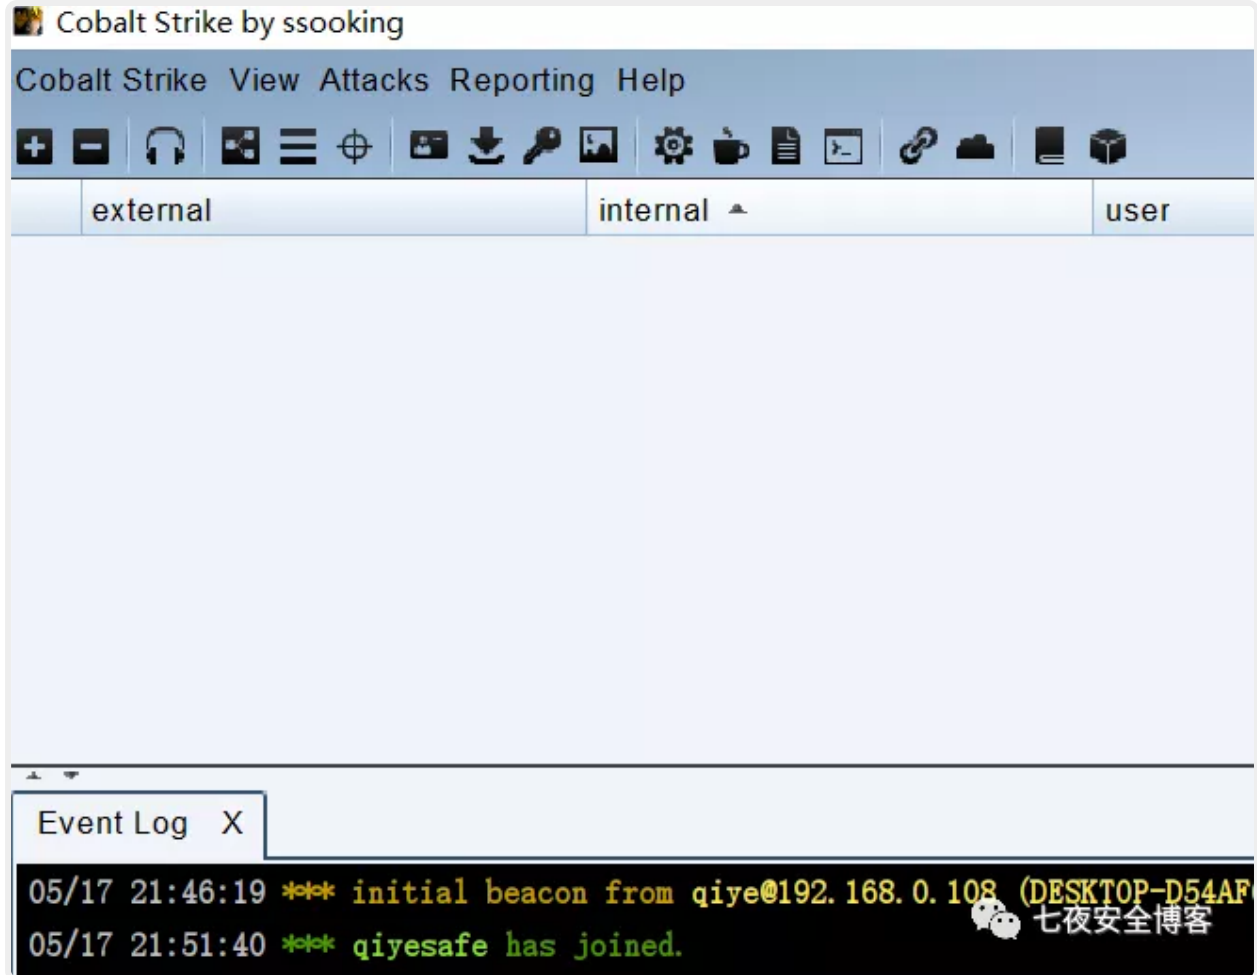 Cobalt Strike by ssooking
Cobalt Strike View Attacks Reporting Help
external internal user
Event Log X
05/17 21:46:19 *** initial beacon from qiye@192.168.0.108 (DESKTOP-D54AF
05/17 21:51:40 *** qiyesafe has joined.
七夜安全博客